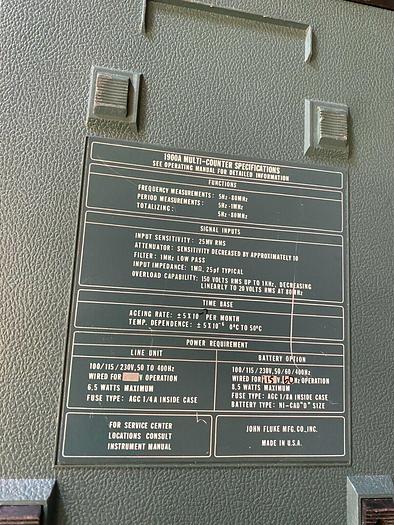 1900A MULTI-COUNTER SPECIFICATIONS
SEE OPERATING MANUAL FOR DETAILED INFORMATION
FUNCTIONS
FREQUENCY MEASUREMENTS: 5Hz -80MHz
PERIOD MEASUREMENTS: 5Hz -1MHz
TOTALIZING: 5Hz -80MHz
SIGNAL INPUTS
INPUT SENSITIVITY: 25MV RMS
ATTENUATOR: SENSITIVITY DECREASED BY APPROXIMATELY 10
FILTER: 1MHz LOW PASS
INPUT IMPEDANCE: 1MΩ, 25pf TYPICAL
OVERLOAD CAPABILITY: 150 VOLTS RMS UP TO 1KHz, DECREASING
LINEARLY TO 20 VOLTS RMS AT 80MHz
TIME BASE
AGEING RATE: ±5X10 PER MONTH
TEMP. DEPENDENCE: ±5X10⁻⁶ 0°C TO 50°C
POWER REQUIREMENT
LINE UNIT
100/115/230V, 50 TO 400Hz
WIRED FOR V OPERATION
6.5 WATTS MAXIMUM
FUSE TYPE: AGC 1/8A INSIDE CASE
BATTERY OPTION
100/115/230V, 50/60/400Hz
WIRED FOR 115 V, 60 Hz OPERATION
8.5 WATTS MAXIMUM
FUSE TYPE: AGC 1/8A INSIDE CASE
BATTERY TYPE: NI-CAD "D" SIZE
FOR SERVICE CENTER
LOCATIONS CONSULT
INSTRUMENT MANUAL
JOHN FLUKE MFG. CO., INC.
MADE IN U.S.A.